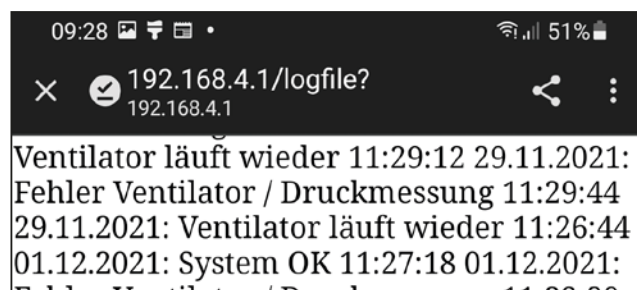 09:28
51%
192.168.4.1/logfile?
192.168.4.1
Ventilator läuft wieder 11:29:12 29.11.2021:
Fehler Ventilator / Druckmessung 11:29:44
29.11.2021: Ventilator läuft wieder 11:26:44
01.12.2021: System OK 11:27:18 01.12.2021: